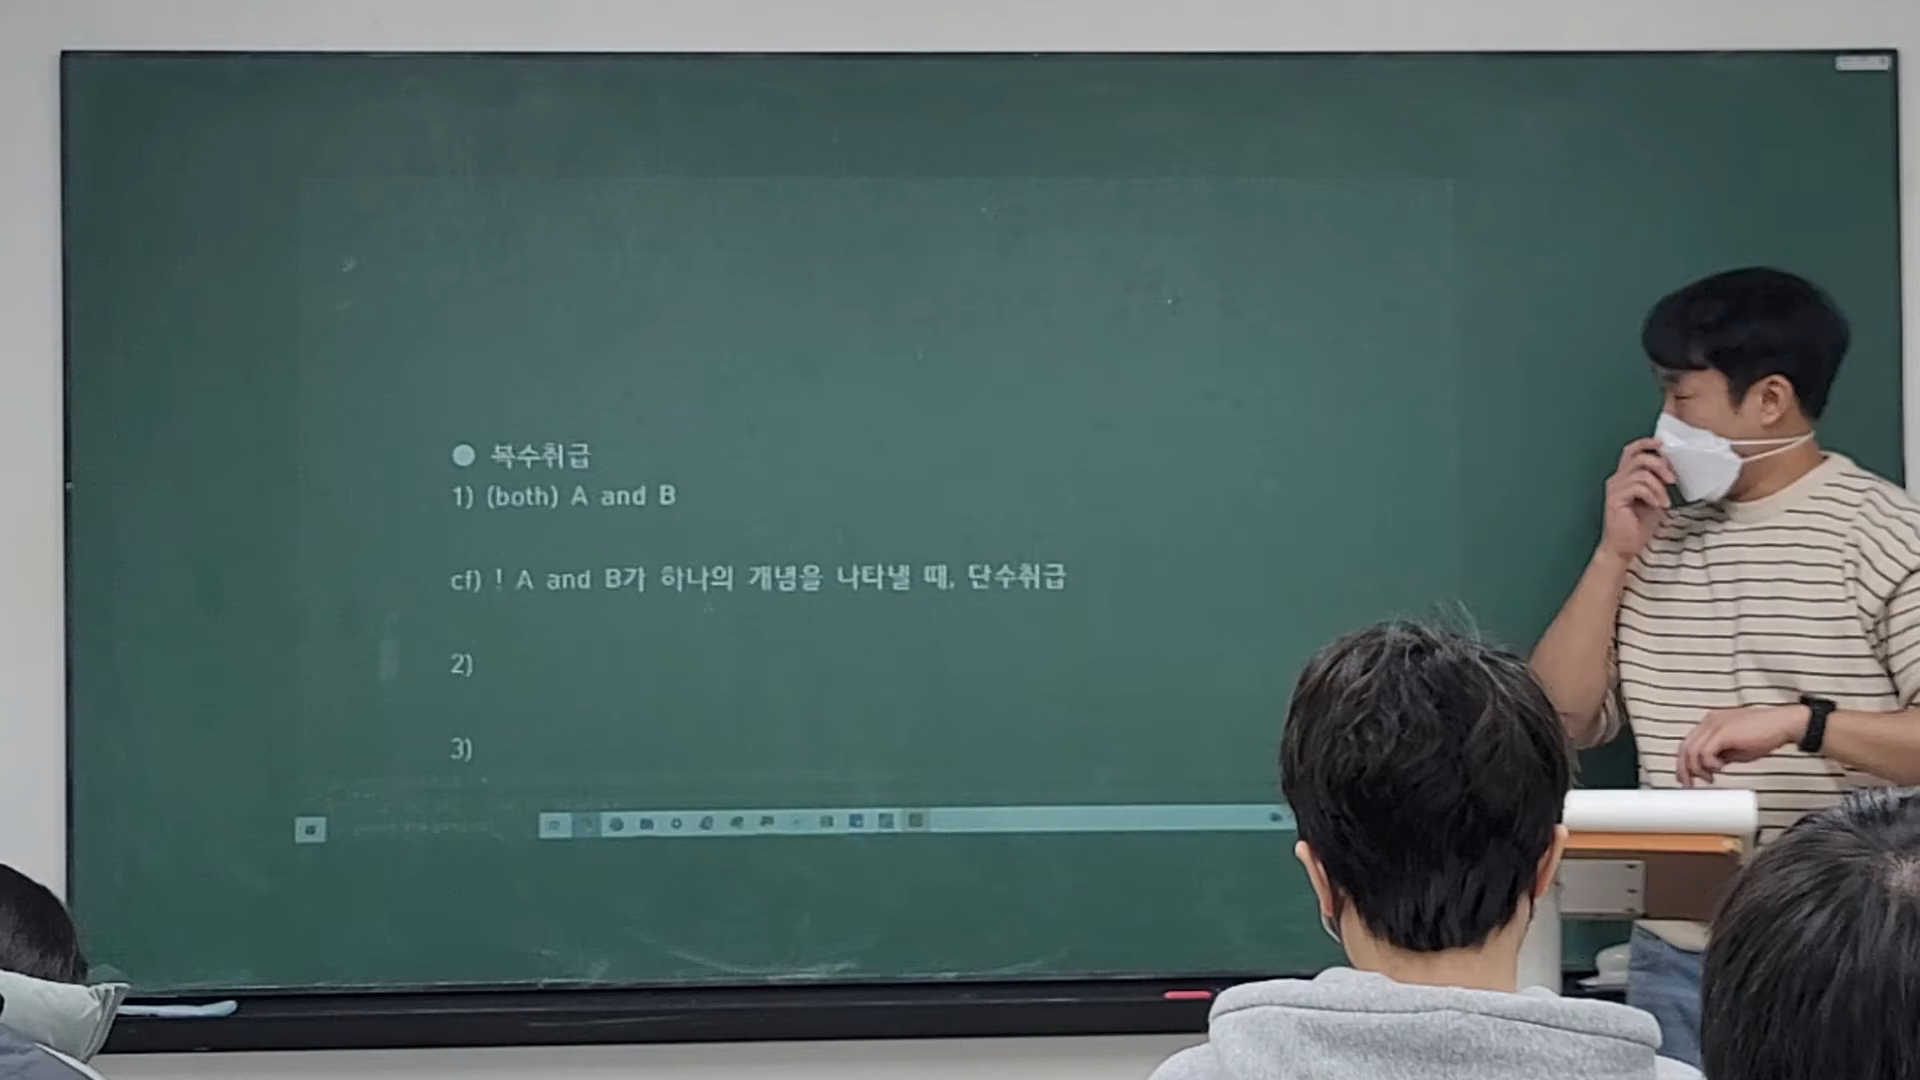 ● 복수취급
1) (both) A and B
cf) ! A and B가 하나의 개념을 나타낼 때, 단수취급
2)
3)